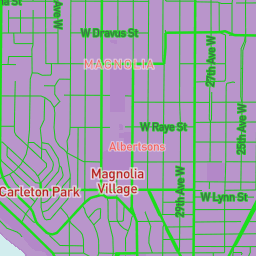 Ave W
W Dravus St
MAGNOLIA
27th Ave W
W Raye St
25th Ave W
Albertsons
Magnolia
Village
Carleton Park
29th Ave W
W Lynn St